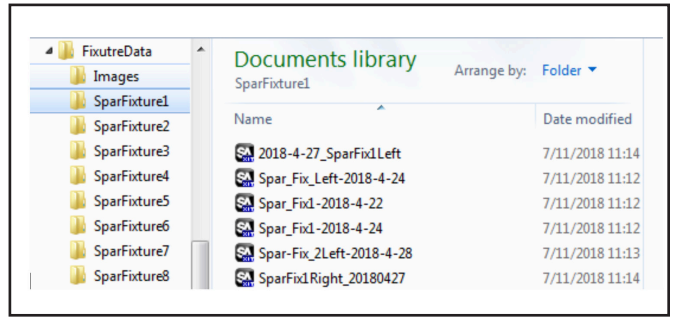 FixutreData
Images
SparFixture1
SparFixture2
SparFixture3
SparFixture4
SparFixture5
SparFixture6
SparFixture7
SparFixture8
Documents library
SparFixture1
Arrange by: Folder
Name Date modified
2018-4-27_SparFix1Left 7/11/2018 11:14
Spar_Fix_Left-2018-4-24 7/11/2018 11:12
Spar_Fix1-2018-4-22 7/11/2018 11:12
Spar_Fix1-2018-4-24 7/11/2018 11:12
Spar-Fix_2Left-2018-4-28 7/11/2018 11:13
SparFix1Right_20180427 7/11/2018 11:14